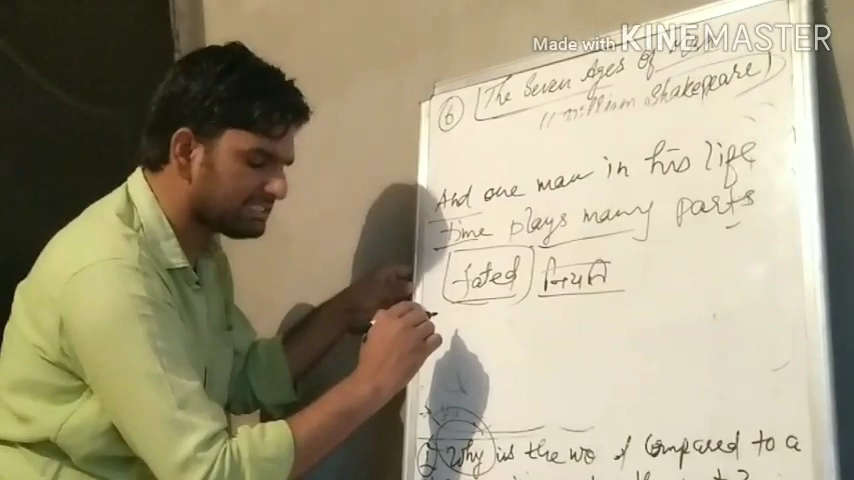 Made with KINEMASTER
6 The Seven Ages of
William Shakespeare
And one man in his life
time plays many parts
fated नियति
Why is the wo compared to a